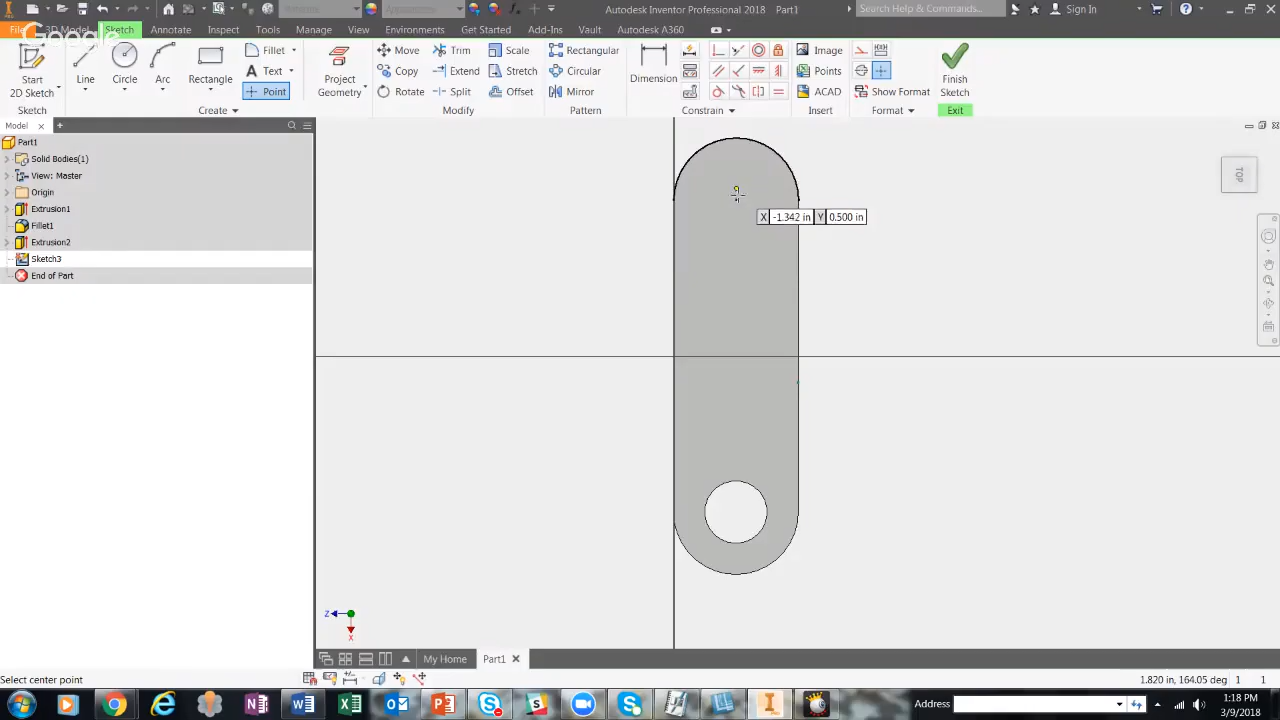 Material
Appearance
Autodesk Inventor Professional 2018 Part1
Search Help & Commands...
Sign In
File
Google
3D Model
Sketch
Annotate
Inspect
Tools
Manage
View
Environments
Get Started
Add-Ins
Vault
Autodesk A360
Start
2D Sketch
Line
Circle
Arc
Rectangle
Fillet
Text
Point
Project
Geometry
Move
Copy
Rotate
Trim
Extend
Split
Scale
Stretch
Offset
Rectangular
Circular
Mirror
Dimension
Image
Points
ACAD
Show Format
Finish
Sketch
Sketch
Create
Modify
Pattern
Constrain
Insert
Format
Exit
Model
Part1
Solid Bodies(1)
View: Master
Origin
Extrusion1
Fillet1
Extrusion2
Sketch3
End of Part
TOP
X -1.342 in Y 0.500 in
Z
X
My Home
Part1
Select center point
1.820 in, 164.05 deg 1 1
Address
1:18 PM
3/9/2018